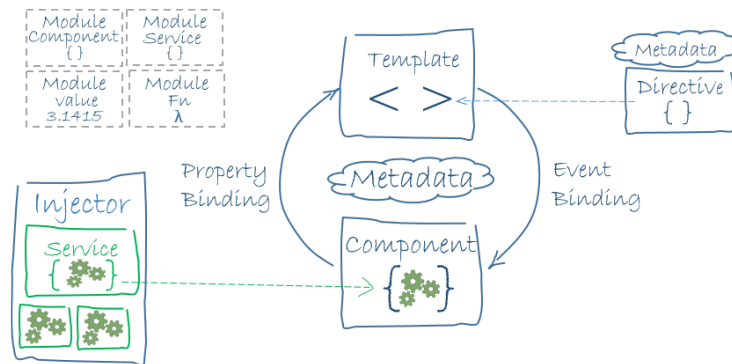 Module
Component
{ }
Module
Service
{ }
Module
value
3.1415
Module
Fn
λ
Template
< >
Metadata
Directive
{ }
Property
Binding
Metadata
Event
Binding
Injector
Service
{ }
Component
{ }